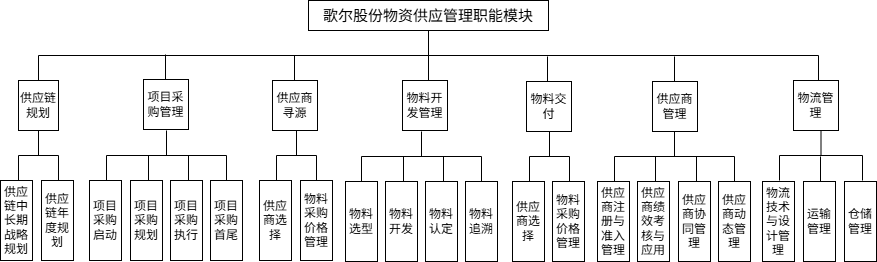 歌尔股份物资供应管理职能模块
供应链
规划
项目采
购管理
供应商
寻源
物料开
发管理
物料交
付
供应商
管理
物流管
理
供应
链中
长期
战略
规划
供应
链年
度规
划
项目
采购
启动
项目
采购
规划
项目
采购
执行
项目
采购
首尾
供应
商选
择
物料
采购
价格
管理
物料
选型
物料
开发
物料
认定
物料
追溯
供应
商选
择
物料
采购
价格
管理
供应
商注
册与
准入
管理
供应
商绩
效考
核与
应用
供应
商协
同管
理
供应
商动
态管
理
物流
技术
与设
计管
理
运输
管理
仓储
管理